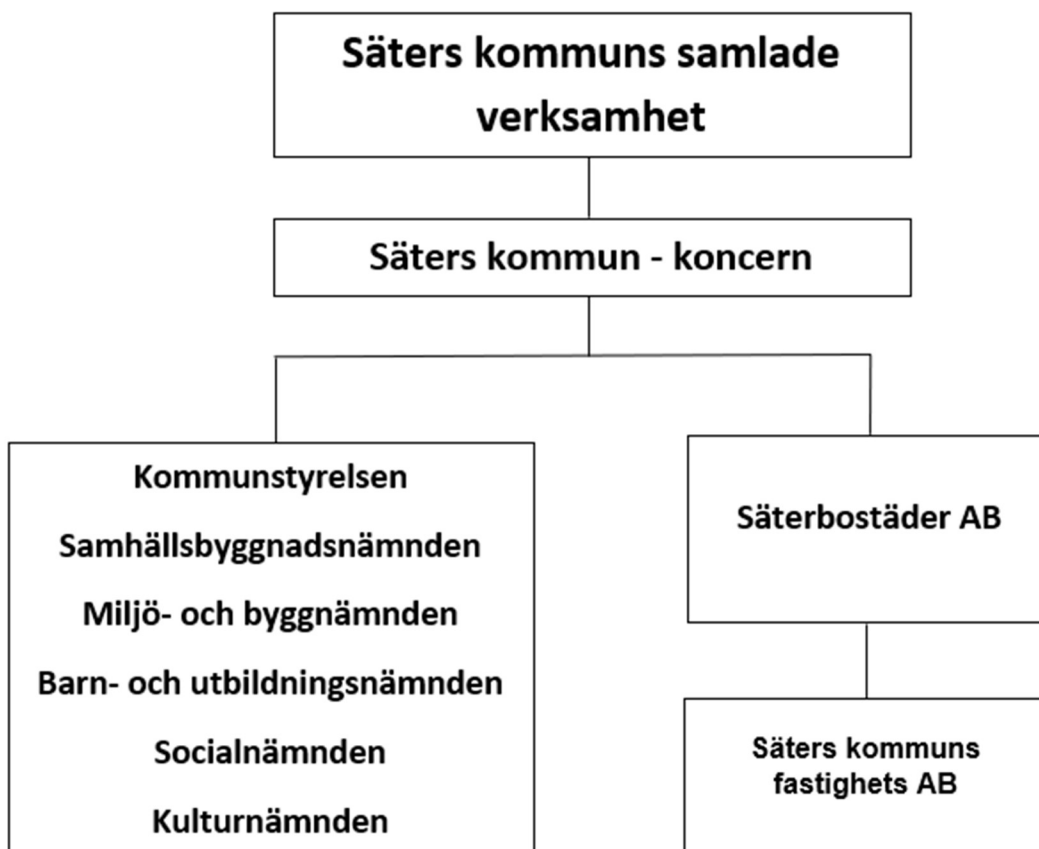 Säters kommuns samlade
verksamhet
Säters kommun - koncern
Kommunstyrelsen
Samhällsbyggnadsnämnden
Miljö- och byggnämnden
Barn- och utbildningsnämnden
Socialnämnden
Kulturnämnden
Säterbostäder AB
Säters kommuns
fastighets AB